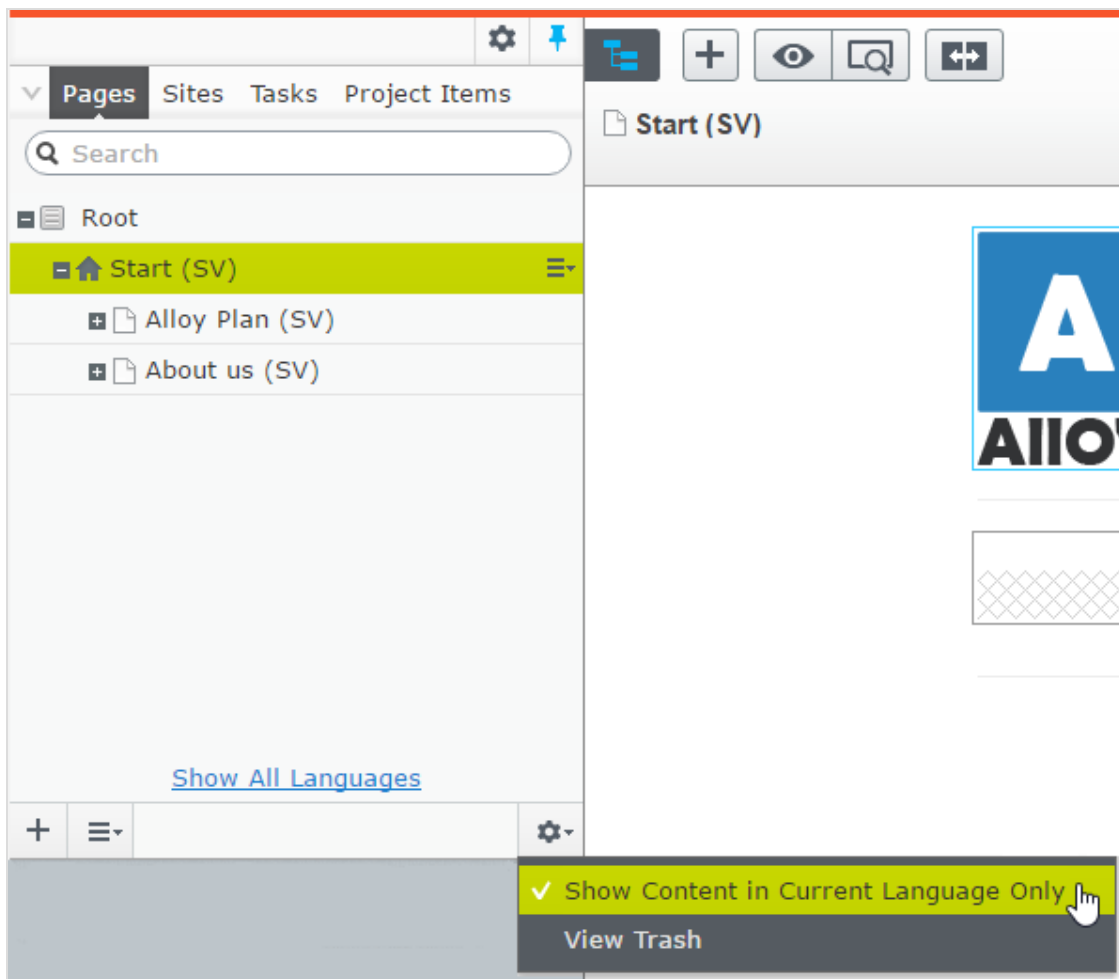 Pages Sites Tasks Project Items
Search
Start (SV)
Root
Start (SV)
Alloy Plan (SV)
About us (SV)
A
Show All Languages
Show Content in Current Language Only
View Trash